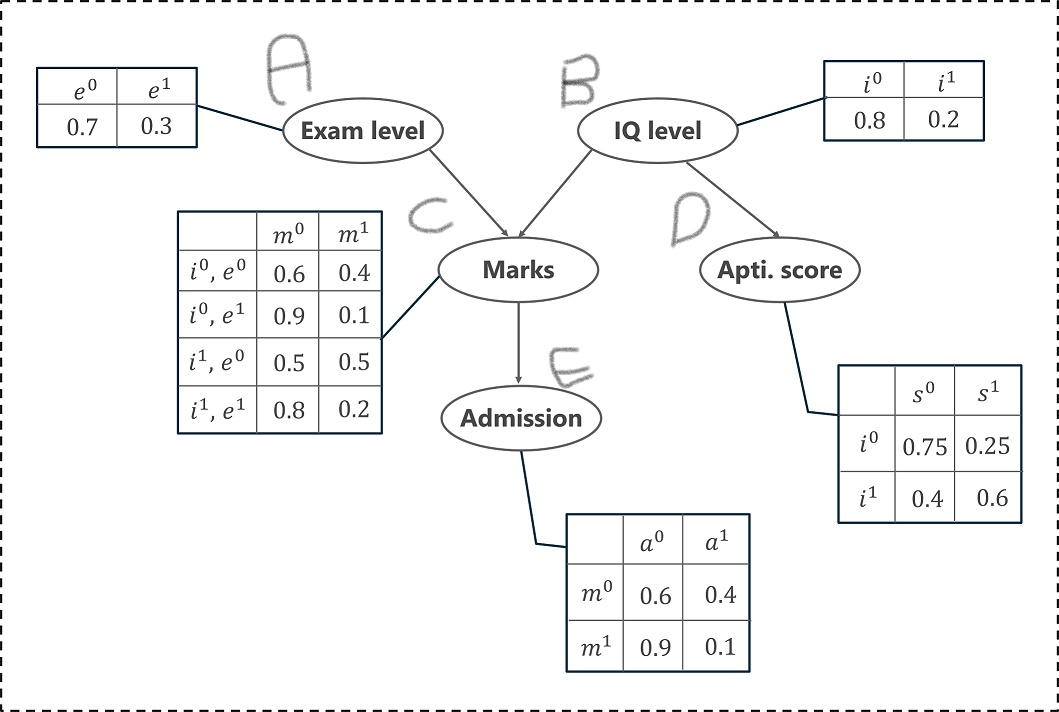 A
B
e⁰ e¹
0.7 0.3
Exam level
IQ level
i⁰ i¹
0.8 0.2
C
D
m⁰ m¹
i⁰, e⁰ 0.6 0.4
i⁰, e¹ 0.9 0.1
i¹, e⁰ 0.5 0.5
i¹, e¹ 0.8 0.2
Marks
Apti. score
E
Admission
s⁰ s¹
i⁰ 0.75 0.25
i¹ 0.4 0.6
a⁰ a¹
m⁰ 0.6 0.4
m¹ 0.9 0.1